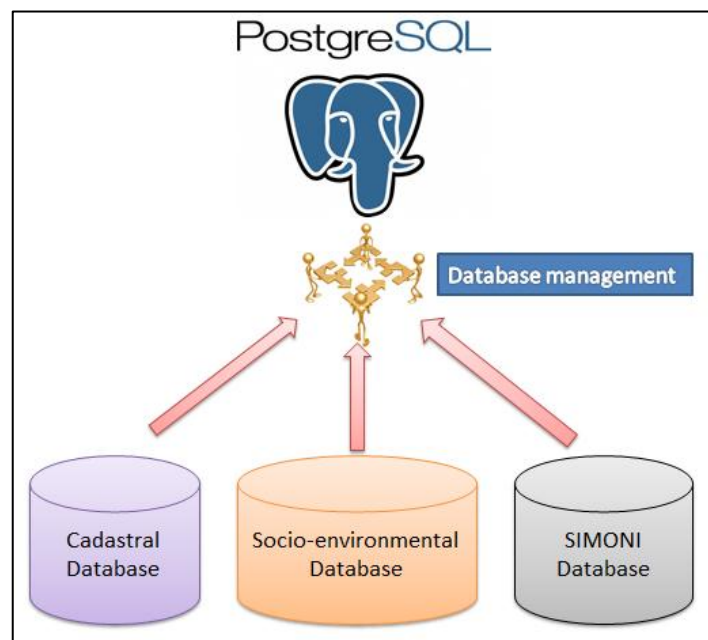 PostgreSQL
Database management
Cadastral
Database
Socio-environmental
Database
SIMONI
Database